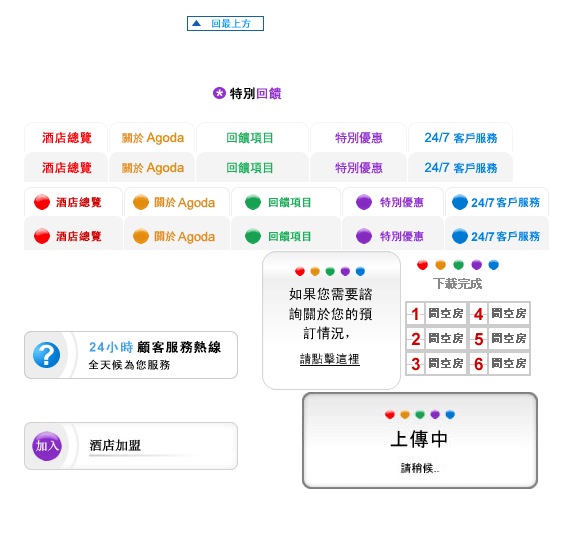 回最上方
特別回饋
酒店總覽 關於 Agoda 回饋項目 特別優惠 24/7 客戶服務
酒店總覽 關於 Agoda 回饋項目 特別優惠 24/7 客戶服務
酒店總覽 關於 Agoda 回饋項目 特別優惠 24/7 客戶服務
酒店總覽 關於 Agoda 回饋項目 特別優惠 24/7 客戶服務
如果您需要諮
詢關於您的預
訂情況，
請點擊這裡
下載完成
1 間空房 4 間空房
2 間空房 5 間空房
3 間空房 6 間空房
?
24小時 顧客服務熱線
全天候為您服務
加入
酒店加盟
上傳中
請稍候..